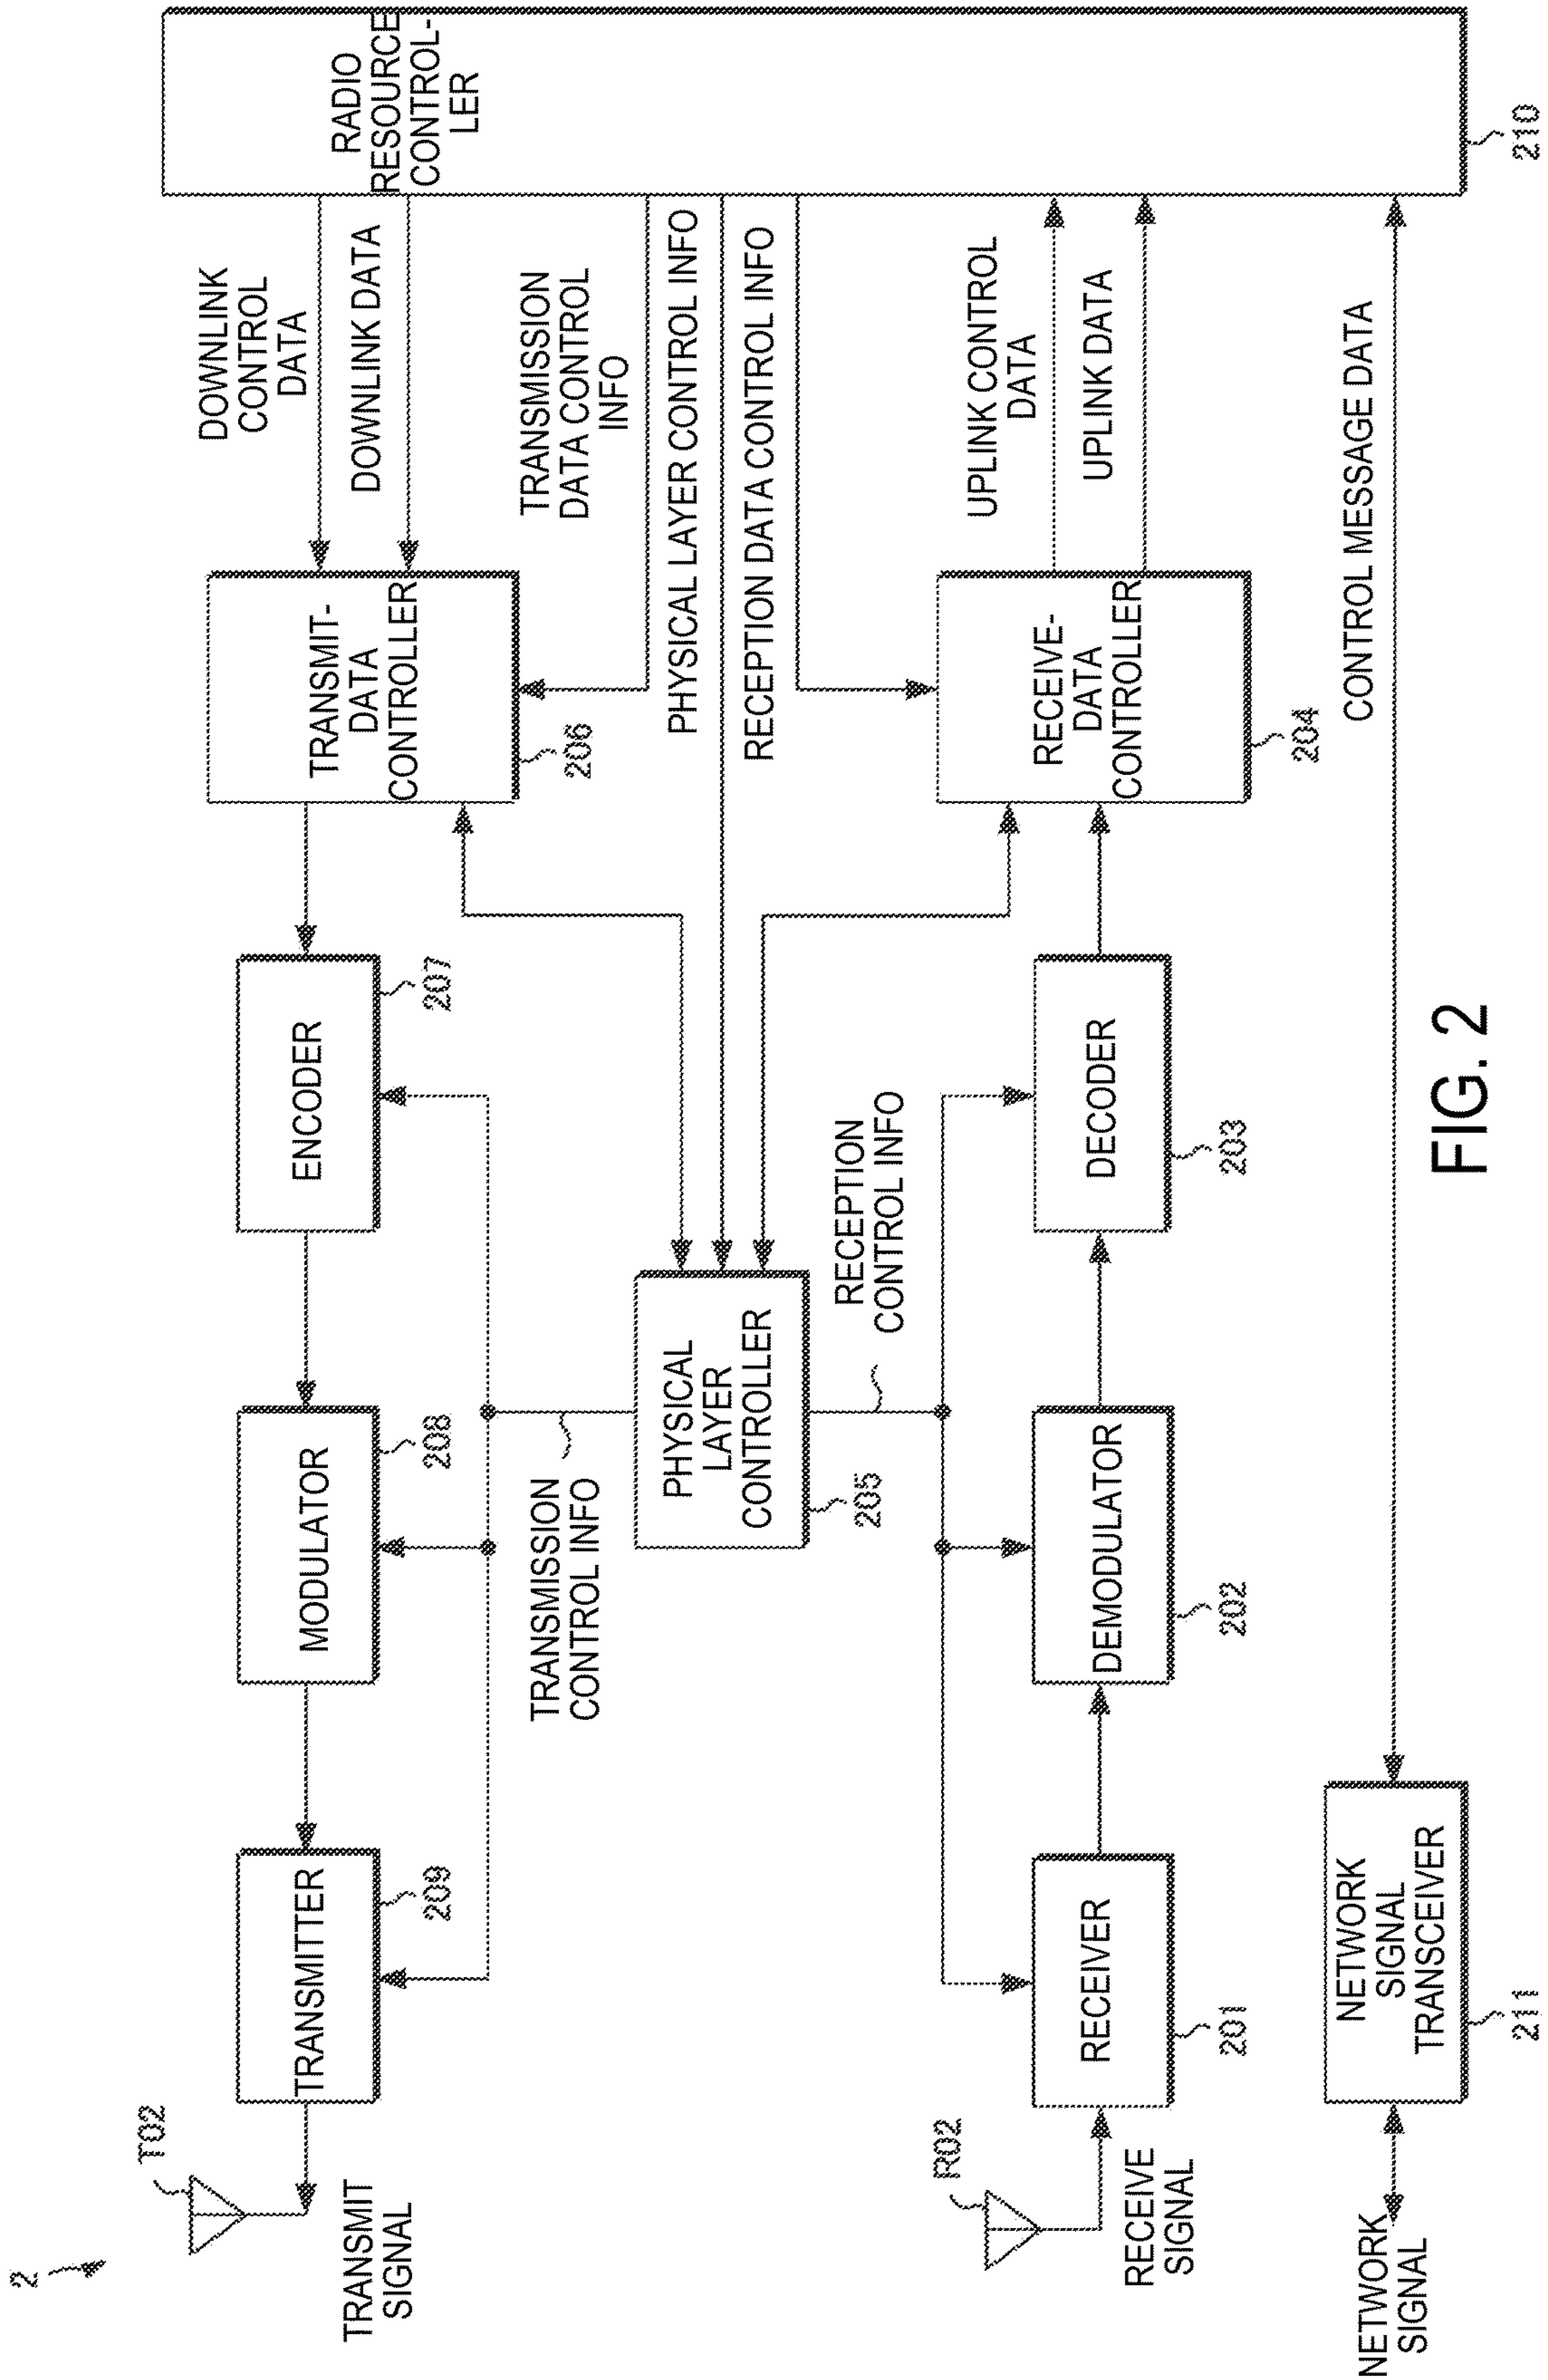 2
T02
TRANSMIT
SIGNAL
TRANSMITTER
209
MODULATOR
208
ENCODER
207
TRANSMIT-
DATA
CONTROLLER
206
DOWNLINK
CONTROL
DATA
DOWNLINK DATA
RADIO
RESOURCE
CONTROL-
LER
TRANSMISSION
DATA CONTROL
INFO
PHYSICAL LAYER CONTROL INFO
RECEPTION DATA CONTROL INFO
TRANSMISSION
CONTROL INFO
PHYSICAL
LAYER
CONTROLLER
205
RECEPTION
CONTROL INFO
R02
RECEIVE
SIGNAL
RECEIVER
201
DEMODULATOR
202
DECODER
203
RECEIVE-
DATA
CONTROLLER
204
UPLINK CONTROL
DATA
UPLINK DATA
NETWORK
SIGNAL
NETWORK
SIGNAL
TRANSCEIVER
211
CONTROL MESSAGE DATA
210
FIG. 2